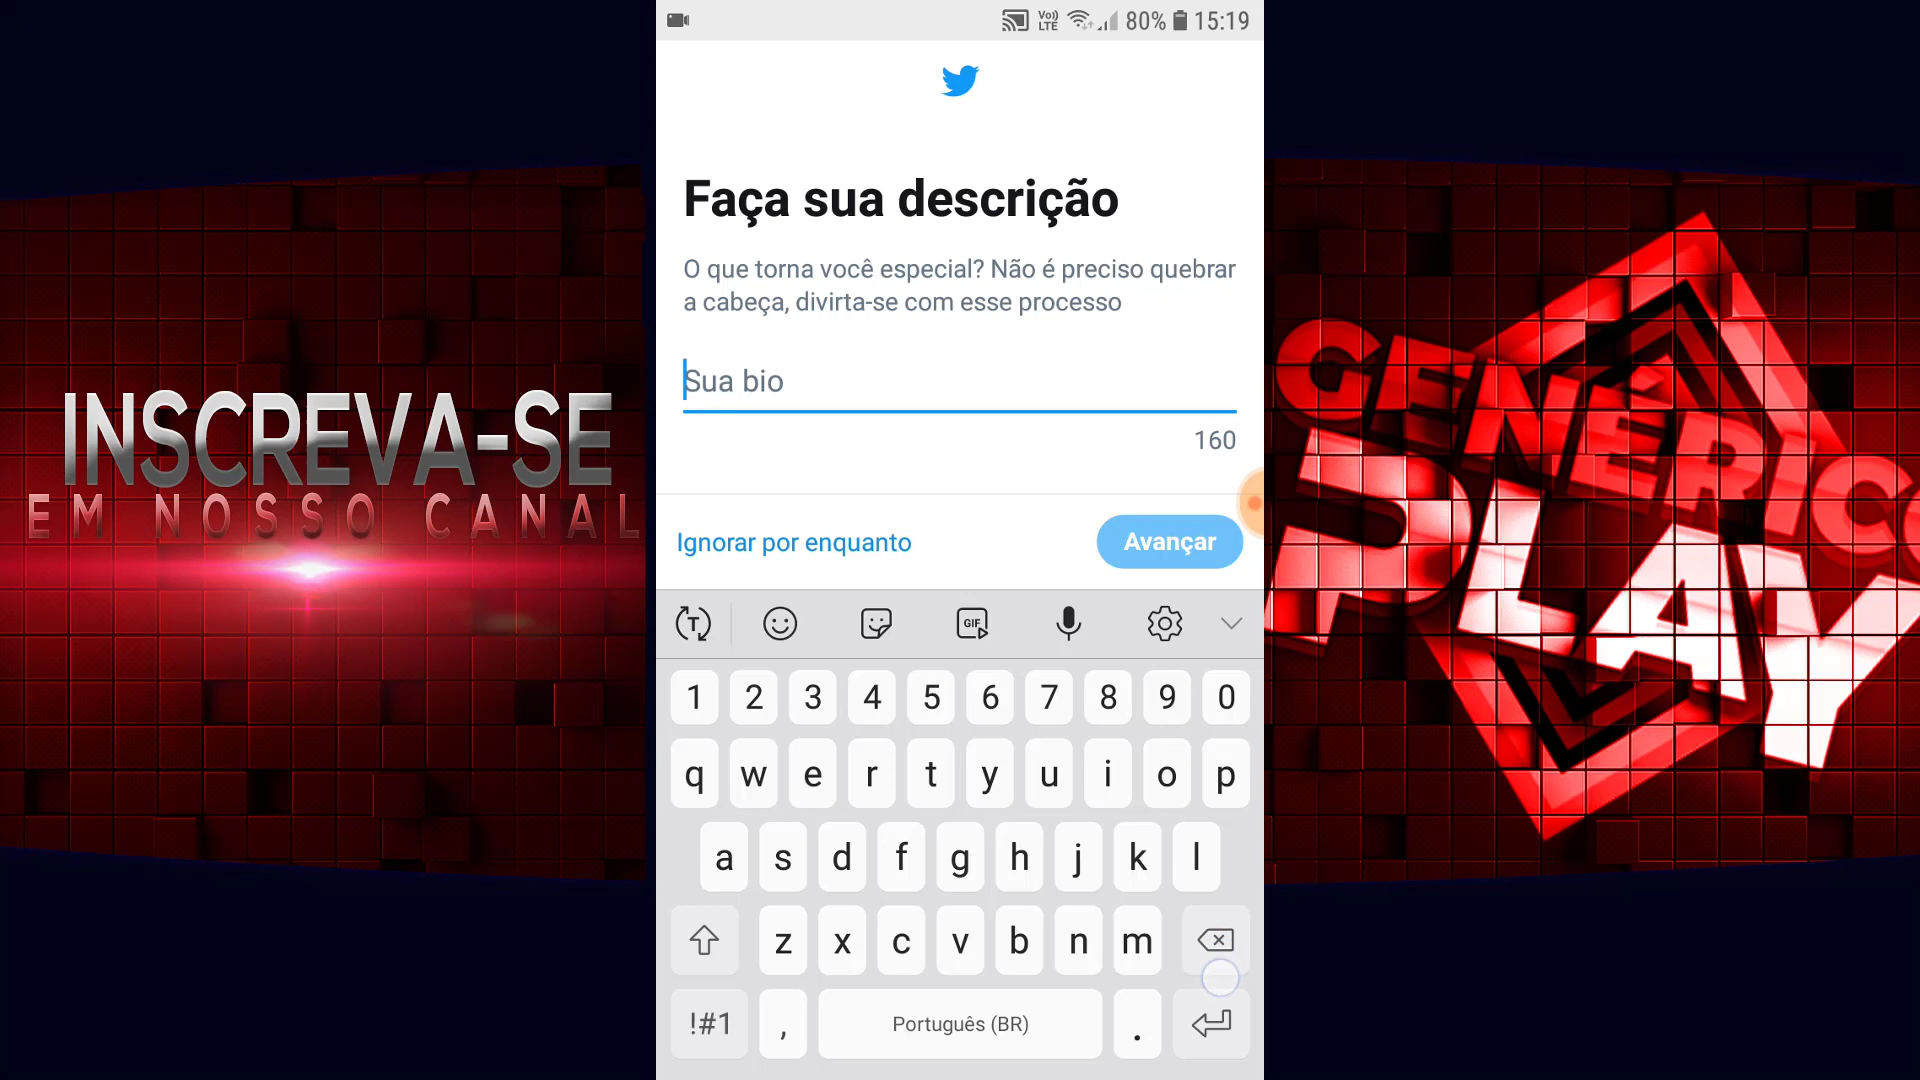 Vo)) LTE 80% 15:19
Faça sua descrição
O que torna você especial? Não é preciso quebrar
a cabeça, divirta-se com esse processo
Sua bio
160
Ignorar por enquanto Avançar
T GIF
1 2 3 4 5 6 7 8 9 0
q w e r t y u i o p
a s d f g h j k l
z x c v b n m
!#1 , Português (BR) .
INSCREVA-SE
EM NOSSO CANAL
GENÉRICO
PLAY